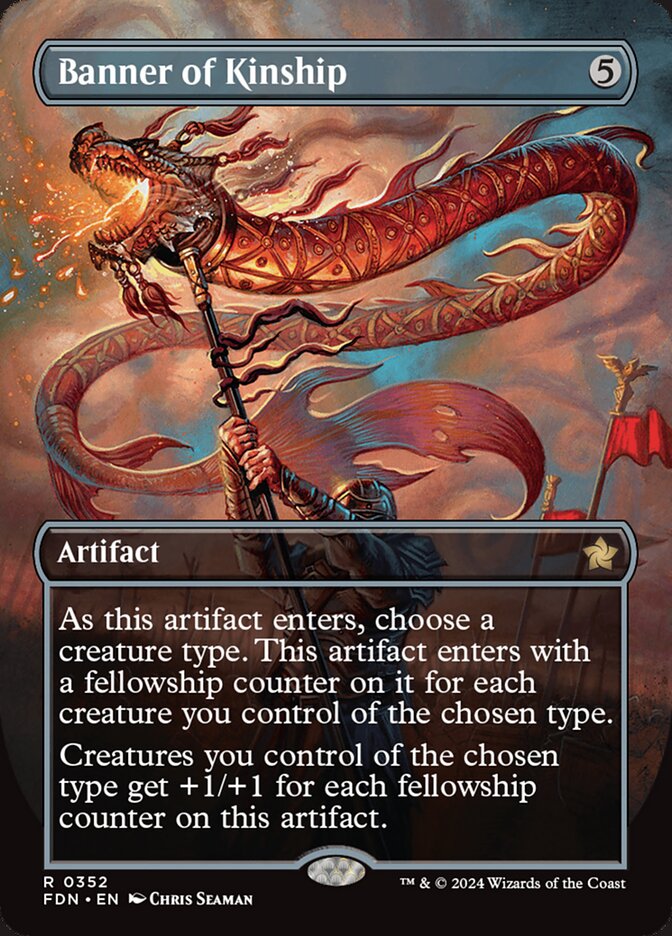 Banner of Kinship 5
Artifact
As this artifact enters, choose a
creature type. This artifact enters with
a fellowship counter on it for each
creature you control of the chosen type.
Creatures you control of the chosen
type get +1/+1 for each fellowship
counter on this artifact.
R 0352 ™ & © 2024 Wizards of the Coast
FDN • EN Chris Seaman